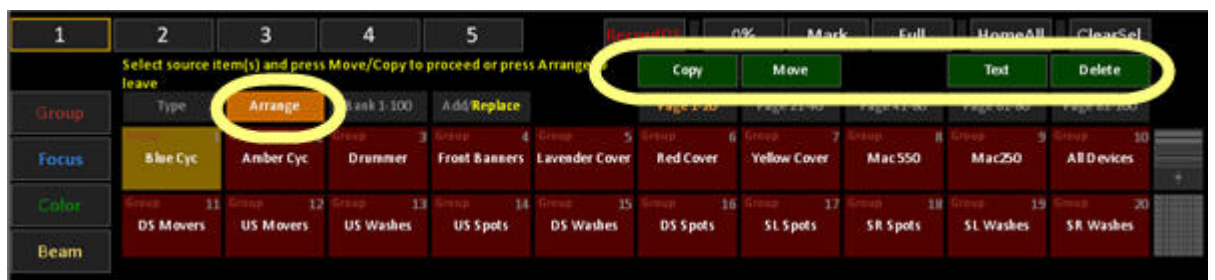 1 2 3 4 5 RecordDS 0% Mark Full HomeAll ClearSel
Select source item(s) and press Move/Copy to proceed or press Arrange to
leave
Copy Move Text Delete
Group Type Arrange Bank 1-100 Add/Replace Page 1-20 Page 21-40 Page 41-60 Page 61-80 Page 81-100
Group 1 Group 2 Group 3 Group 4 Group 5 Group 6 Group 7 Group 8 Group 9 Group 10
Focus Blue Cyc Amber Cyc Drummer Front Banners Lavender Cover Red Cover Yellow Cover Mac 550 Mac250 All Devices
Color Group 11 Group 12 Group 13 Group 14 Group 15 Group 16 Group 17 Group 18 Group 19 Group 20
DS Movers US Movers US Washes US Spots DS Washes DS Spots SL Spots SR Spots SL Washes SR Washes
Beam